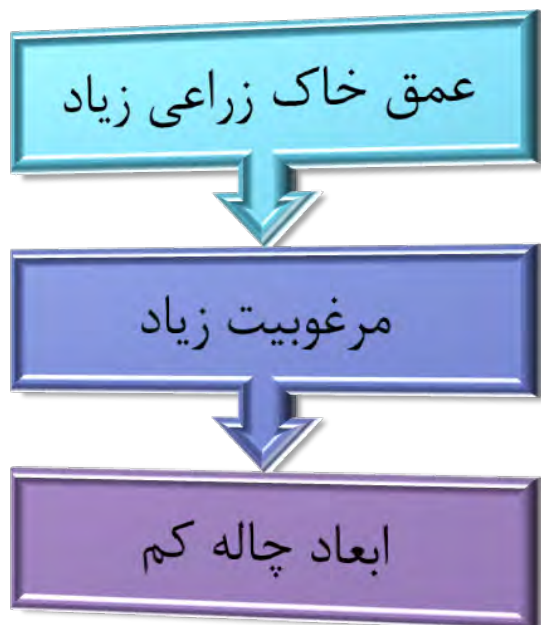 عمق خاک زراعی زیاد
مرغوبیت زیاد
ابعاد چاله کم